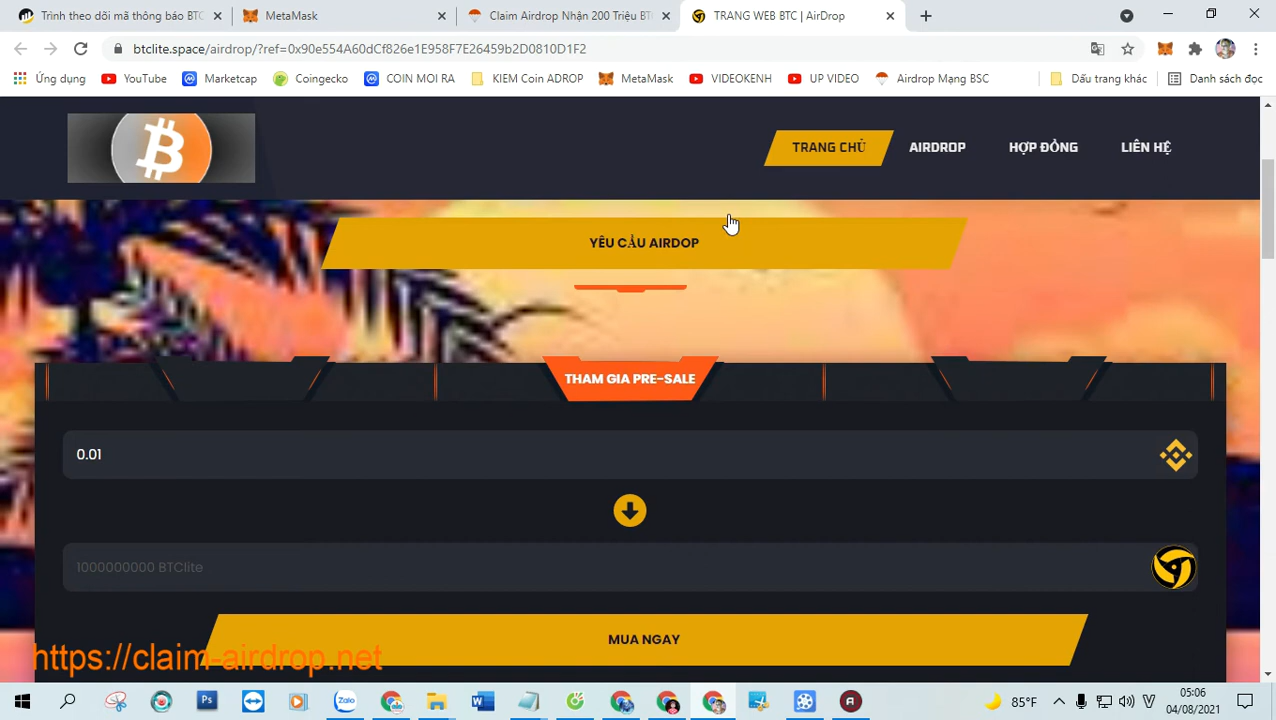 Trình theo dõi mã thông báo BTC
MetaMask
Claim Airdrop Nhận 200 Triệu BT
TRANG WEB BTC | AirDrop
btclite.space/airdrop/?ref=0x90e554A60dCf826e1E958F7E26459b2D0810D1F2
Ứng dụng
YouTube
Marketcap
Coingecko
COIN MOI RA
KIEM Coin ADROP
MetaMask
VIDEOKENH
UP VIDEO
Airdrop Mạng BSC
Dấu trang khác
Danh sách đọc
TRANG CHỦ
AIRDROP
HỢP ĐỒNG
LIÊN HỆ
YÊU CẦU AIRDOP
THAM GIA PRE-SALE
0.01
1000000000 BTClite
MUA NGAY
https://claim-airdrop.net
85°F
05:06
04/08/2021